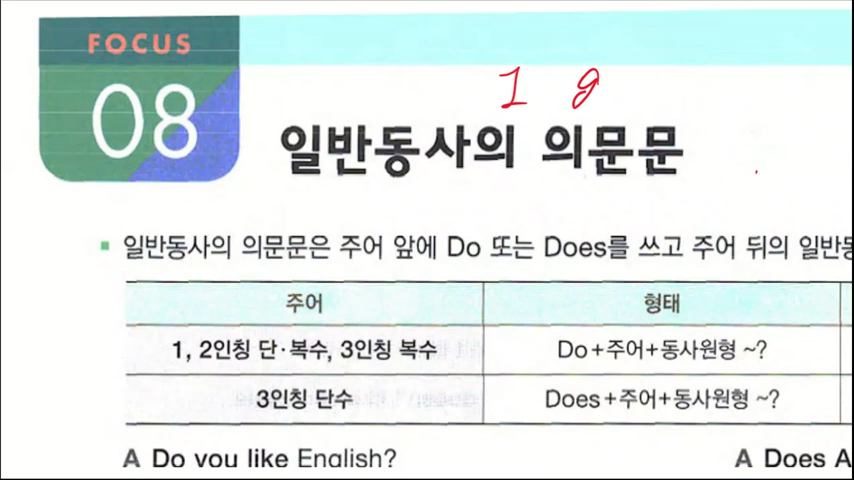 FOCUS
08
일반동사의 의문문
일반동사의 의문문은 주어 앞에 Do 또는 Does를 쓰고 주어 뒤의 일반동
주어 형태
1, 2인칭 단·복수, 3인칭 복수 Do+주어+동사원형 ~?
3인칭 단수 Does+주어+동사원형 ~?
A Do you like English? A Does A